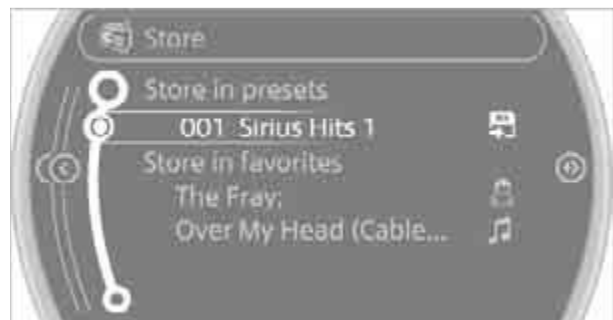 Store
Store in presets
001 Sirius Hits 1
Store in favorites
The Fray:
Over My Head (Cable...